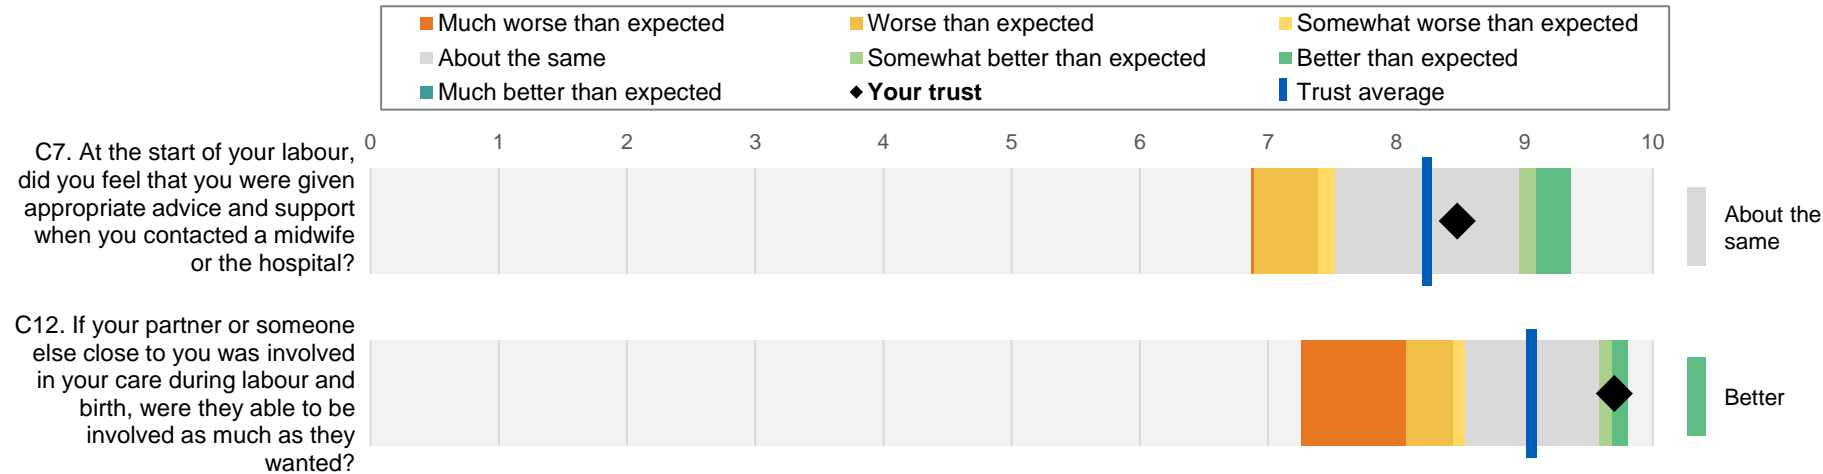 Much worse than expected
Worse than expected
Somewhat worse than expected
About the same
Somewhat better than expected
Better than expected
Much better than expected
Your trust
Trust average
0 1 2 3 4 5 6 7 8 9 10
C7. At the start of your labour,
did you feel that you were given
appropriate advice and support
when you contacted a midwife
or the hospital?
About the
same
C12. If your partner or someone
else close to you was involved
in your care during labour and
birth, were they able to be
involved as much as they
wanted?
Better